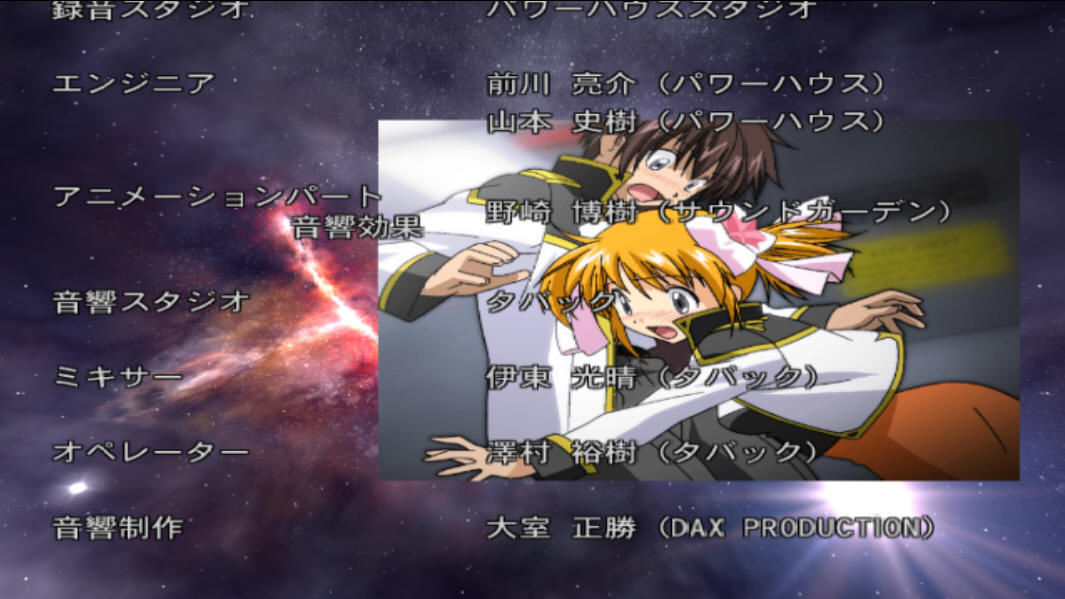 録音スタジオ パワーハウススタジオ
エンジニア 前川 亮介 (パワーハウス)
山本 史樹 (パワーハウス)
アニメーションパート
音響効果 野崎 博樹 (サウンドガーデン)
音響スタジオ タバック
ミキサー 伊東 光晴 (タバック)
オペレーター 澤村 裕樹 (タバック)
音響制作 大室 正勝 (DAX PRODUCTION)